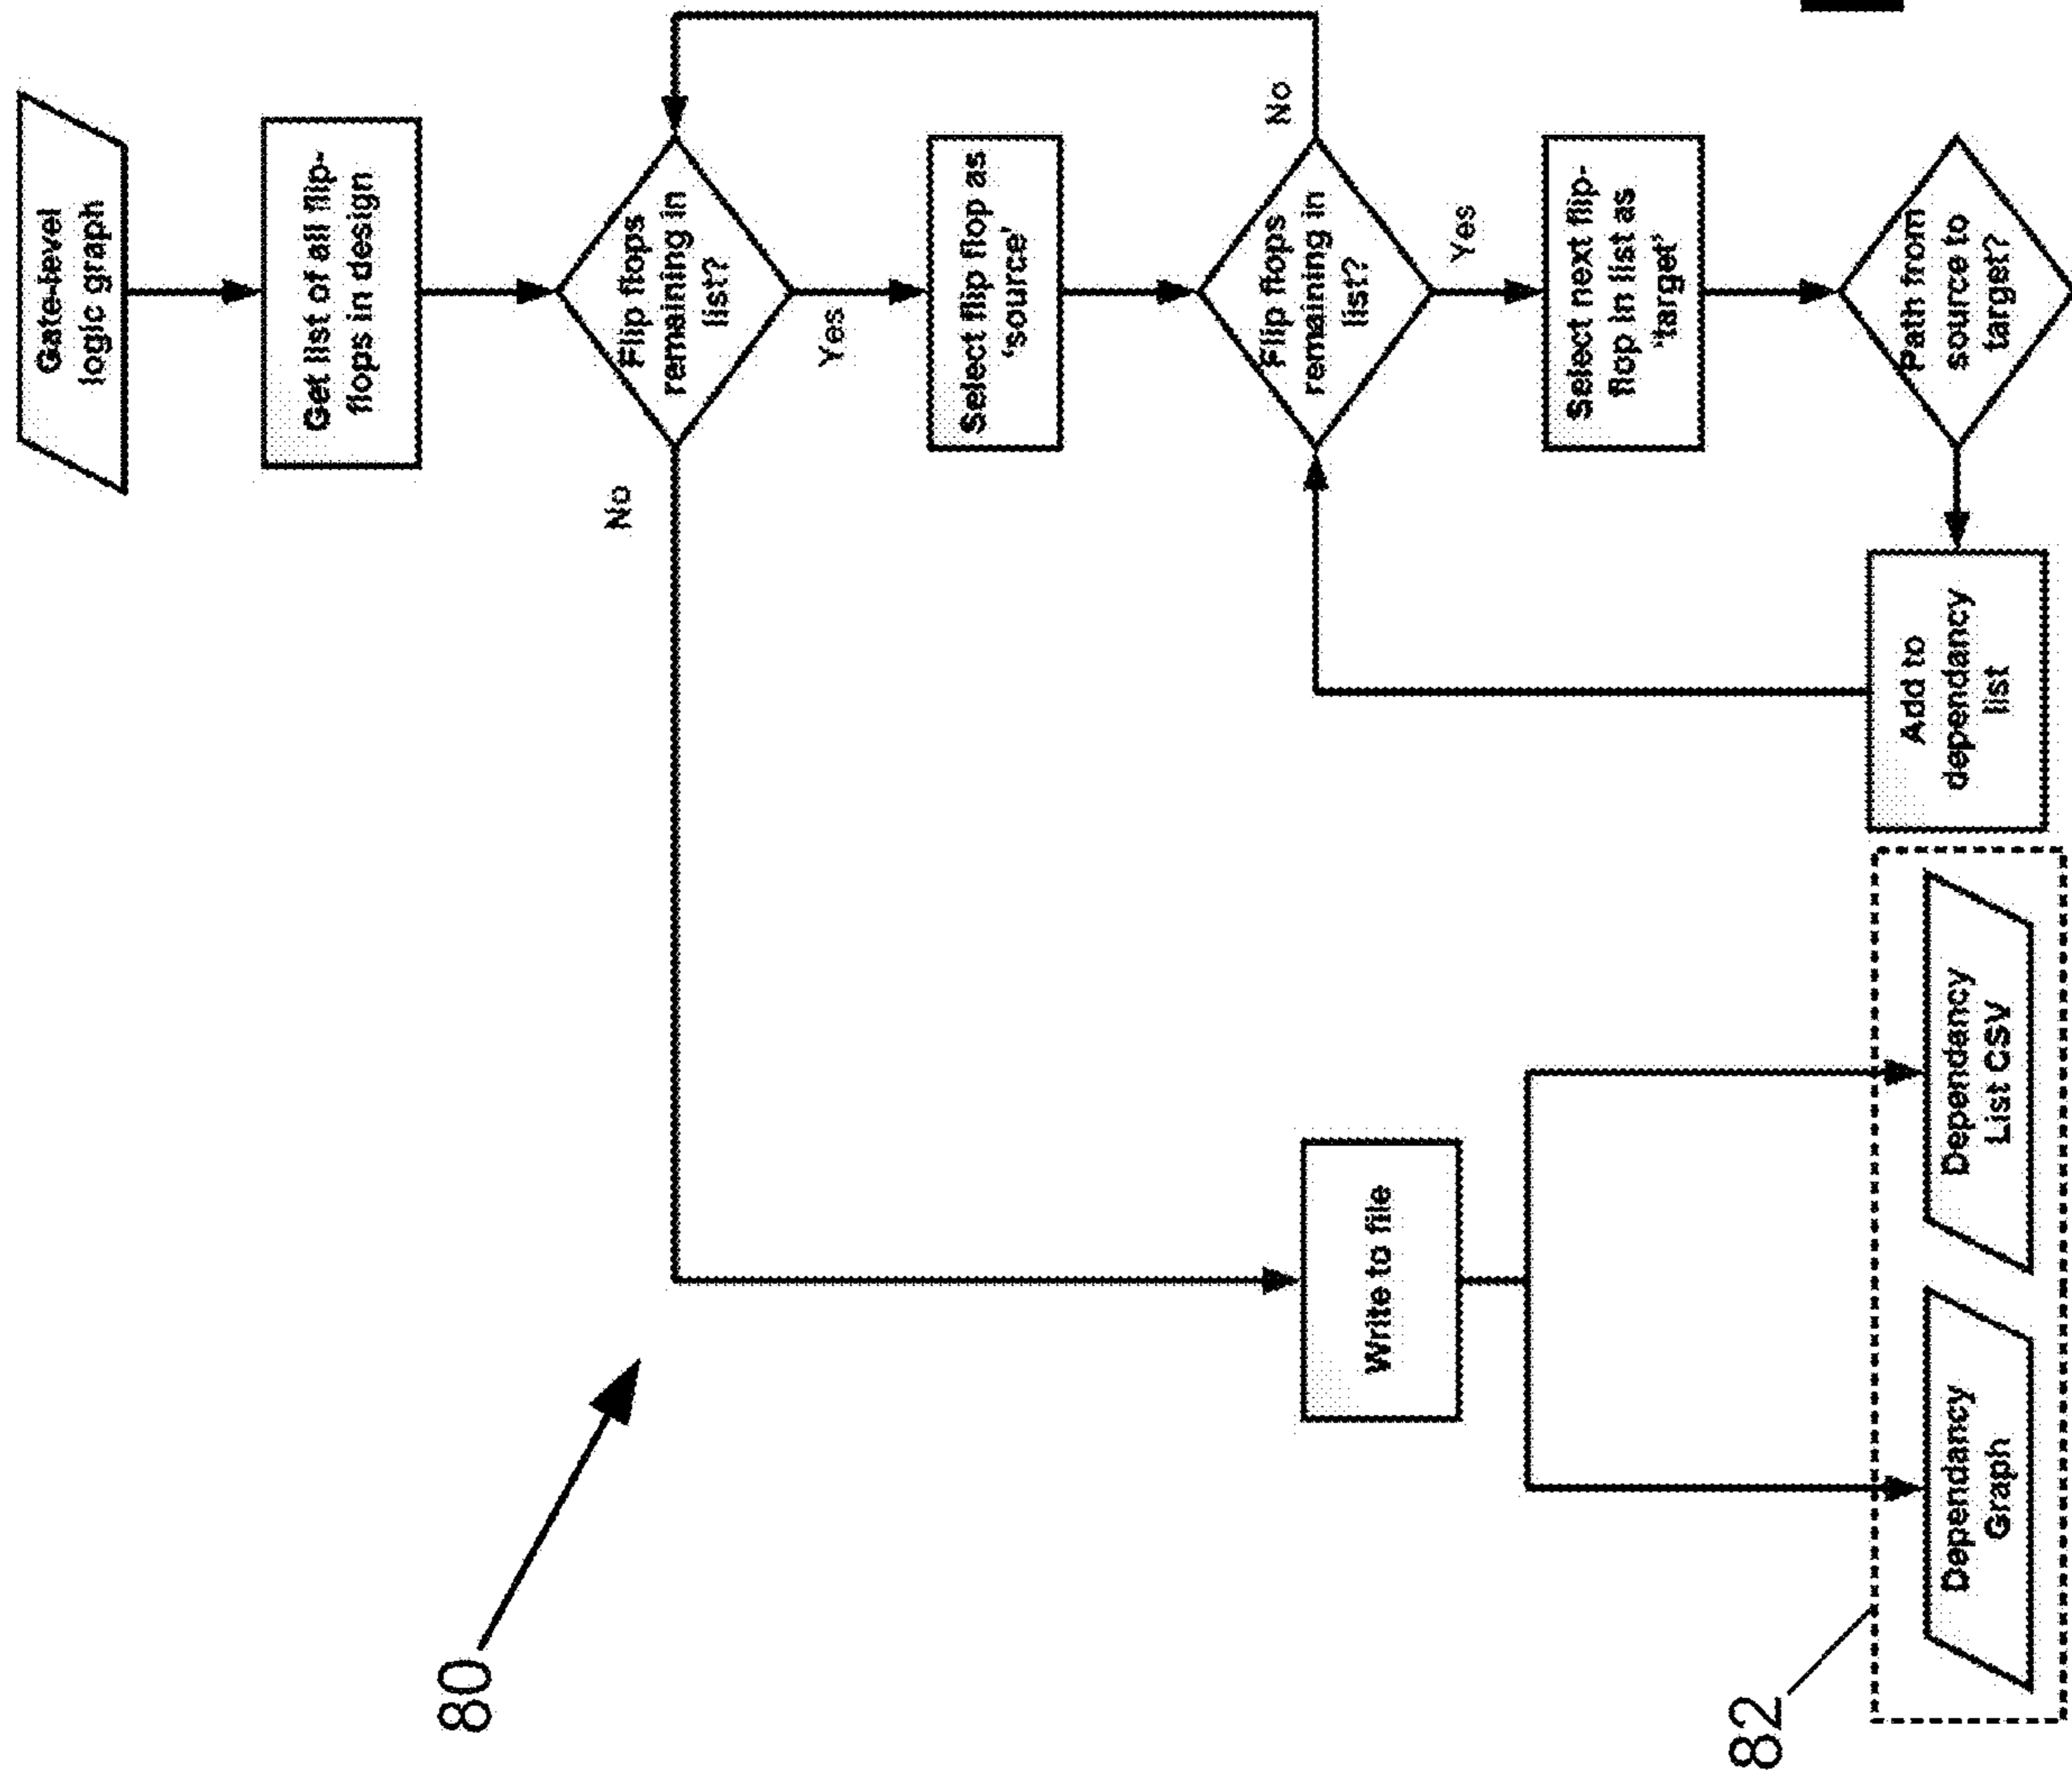 Gate-level
logic graph
Get list of all flip-
flops in design
Flip flops
remaining in
list?
No
Yes
Select flip flop as
'source'
Flip flops
remaining in
list?
No
Yes
Select next flip-
flop in list as
'target'
Path from
source to
target?
Add to
dependancy
list
80
Write to file
82
Dependancy
Graph
Dependancy
List CSV